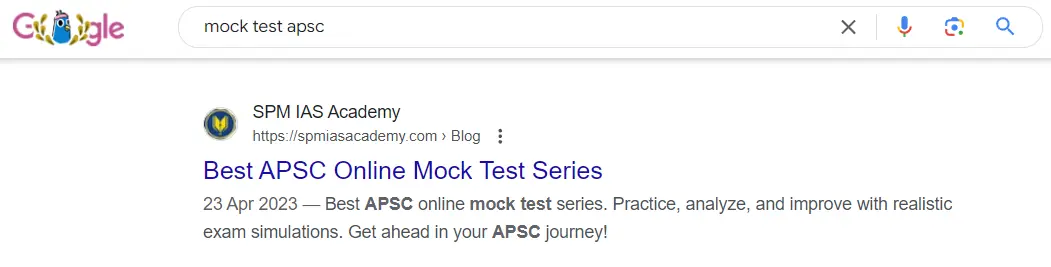 Google
mock test apsc
SPM IAS Academy
https://spmiasacademy.com › Blog
Best APSC Online Mock Test Series
23 Apr 2023 — Best APSC online mock test series. Practice, analyze, and improve with realistic
exam simulations. Get ahead in your APSC journey!